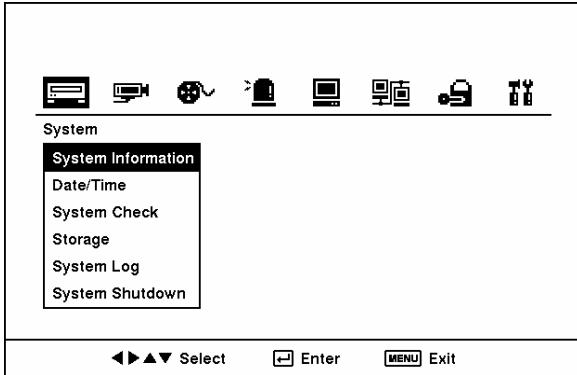 System
System Information
Date/Time
System Check
Storage
System Log
System Shutdown
Select Enter MENU Exit